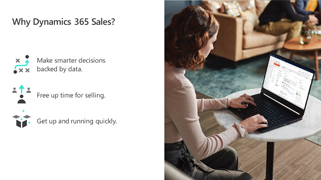 Why Dynamics 365 Sales?
Make smarter decisions
backed by data.
Free up time for selling.
Get up and running quickly.